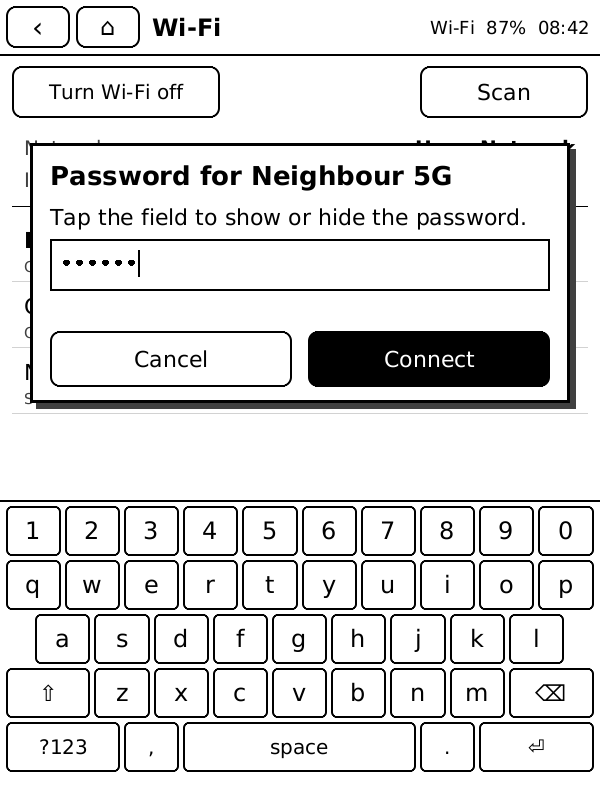 ‹ ⌂ Wi-Fi Wi-Fi 87% 08:42
Turn Wi-Fi off Scan
Password for Neighbour 5G
Tap the field to show or hide the password.
••••••
Cancel Connect
1 2 3 4 5 6 7 8 9 0
q w e r t y u i o p
a s d f g h j k l
⇧ z x c v b n m ⌫
?123 , space . ⏎